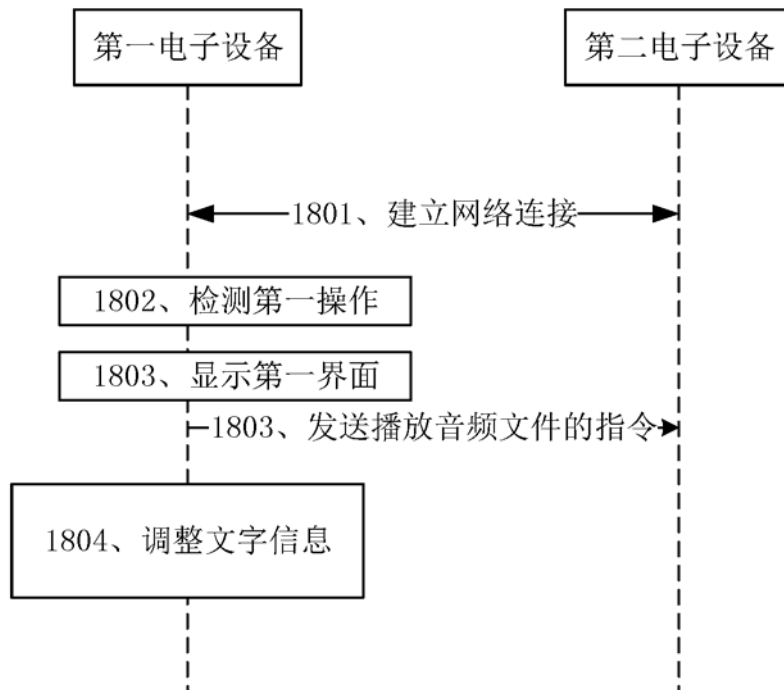 第一电子设备
第二电子设备
1801、建立网络连接
1802、检测第一操作
1803、显示第一界面
1803、发送播放音频文件的指令
1804、调整文字信息